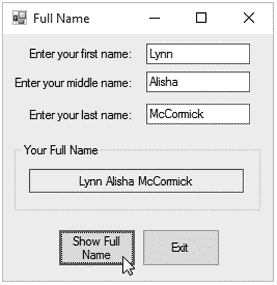 Full Name
Enter your first name: Lynn
Enter your middle name: Alisha
Enter your last name: McCormick
Your Full Name
Lynn Alisha McCormick
Show Full
Name
Exit